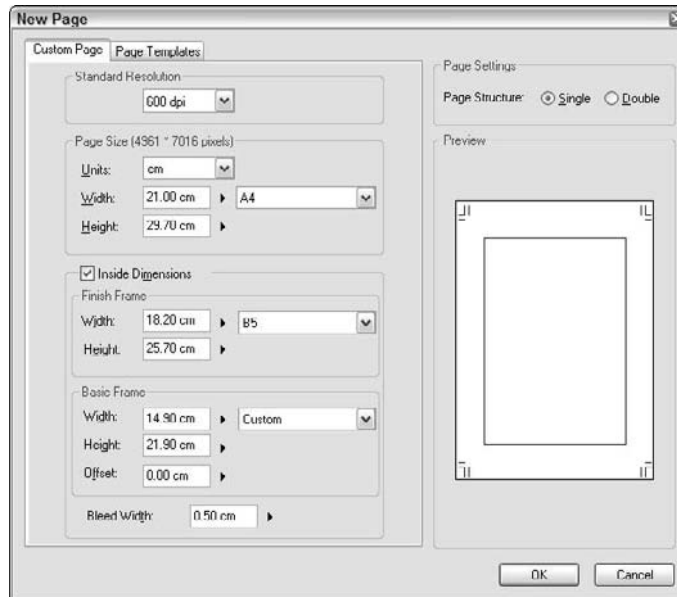 New Page
Custom Page
Page Templates
Standard Resolution
600 dpi
Page Size (4961 * 7016 pixels)
Units: cm
Width: 21.00 cm A4
Height: 29.70 cm
Inside Dimensions
Finish Frame
Width: 18.20 cm B5
Height: 25.70 cm
Basic Frame
Width: 14.90 cm Custom
Height: 21.90 cm
Offset: 0.00 cm
Bleed Width: 0.50 cm
Page Settings
Page Structure: Single Double
Preview
OK Cancel